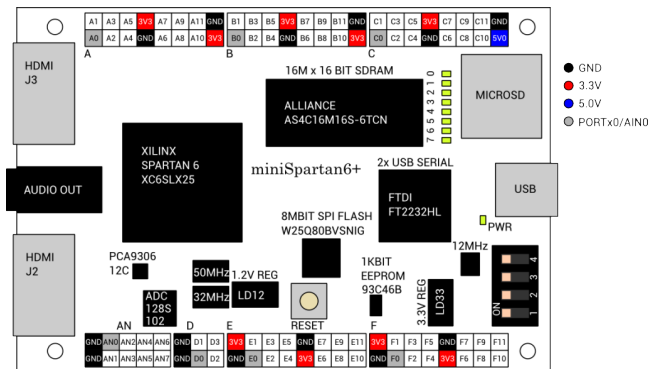 A1 A3 A5 3V3 A7 A9 A11 GND
A0 A2 A4 GND A6 A8 A10 3V3
A
B1 B3 B5 3V3 B7 B9 B11 GND
B0 B2 B4 GND B6 B8 B10 3V3
B
C1 C3 C5 3V3 C7 C9 C11 GND
C0 C2 C4 GND C6 C8 C10 5V0
C
GND
3.3V
5.0V
PORTx0/AIN0
HDMI
J3
16M x 16 BIT SDRAM
ALLIANCE
AS4C16M16S-6TCN
7 6 5 4 3 2 1 0
MICROSD
XILINX
SPARTAN 6
XC6SLX25
miniSpartan6+
2x USB SERIAL
FTDI
FT2232HL
AUDIO OUT
USB
PWR
8MBIT SPI FLASH
W25Q80BVSNIG
HDMI
J2
PCA9306
12C
50MHz
32MHz
1.2V REG
LD12
ADC
128S
102
RESET
1KBIT
EEPROM
93C46B
12MHz
3.3V REG
LD33
ON
1 2 3 4
AN
GND AN0 AN2 AN4 AN6
GND AN1 AN3 AN5 AN7
D
GND D1 D3
GND D0 D2
E
3V3 E1 E3 E5 GND E7 E9 E11
GND E0 E2 E4 3V3 E6 E8 E10
F
3V3 F1 F3 F5 GND F7 F9 F11
GND F0 F2 F4 3V3 F6 F8 F10